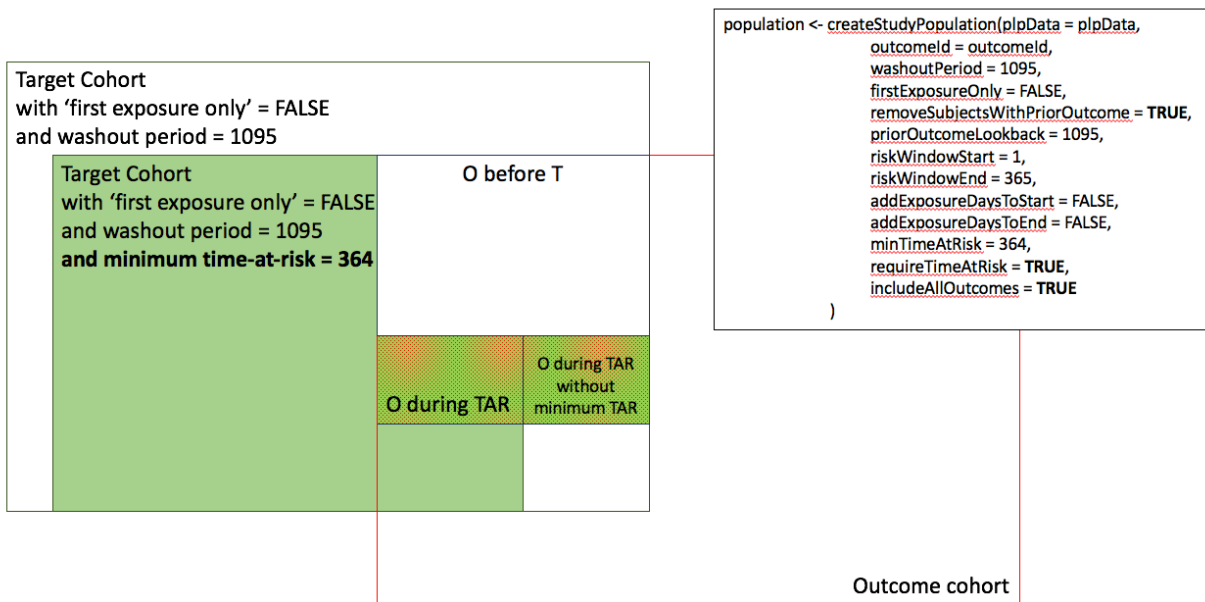 Target Cohort
with ‘first exposure only’ = FALSE
and washout period = 1095
Target Cohort
with ‘first exposure only’ = FALSE
and washout period = 1095
and minimum time-at-risk = 364
O before T
O during TAR
O during TAR
without
minimum TAR
population <- createStudyPopulation(plpData = plpData,
outcomeId = outcomeId,
washoutPeriod = 1095,
firstExposureOnly = FALSE,
removeSubjectsWithPriorOutcome = TRUE,
priorOutcomeLookback = 1095,
riskWindowStart = 1,
riskWindowEnd = 365,
addExposureDaysToStart = FALSE,
addExposureDaysToEnd = FALSE,
minTimeAtRisk = 364,
requireTimeAtRisk = TRUE,
includeAllOutcomes = TRUE
)
Outcome cohort